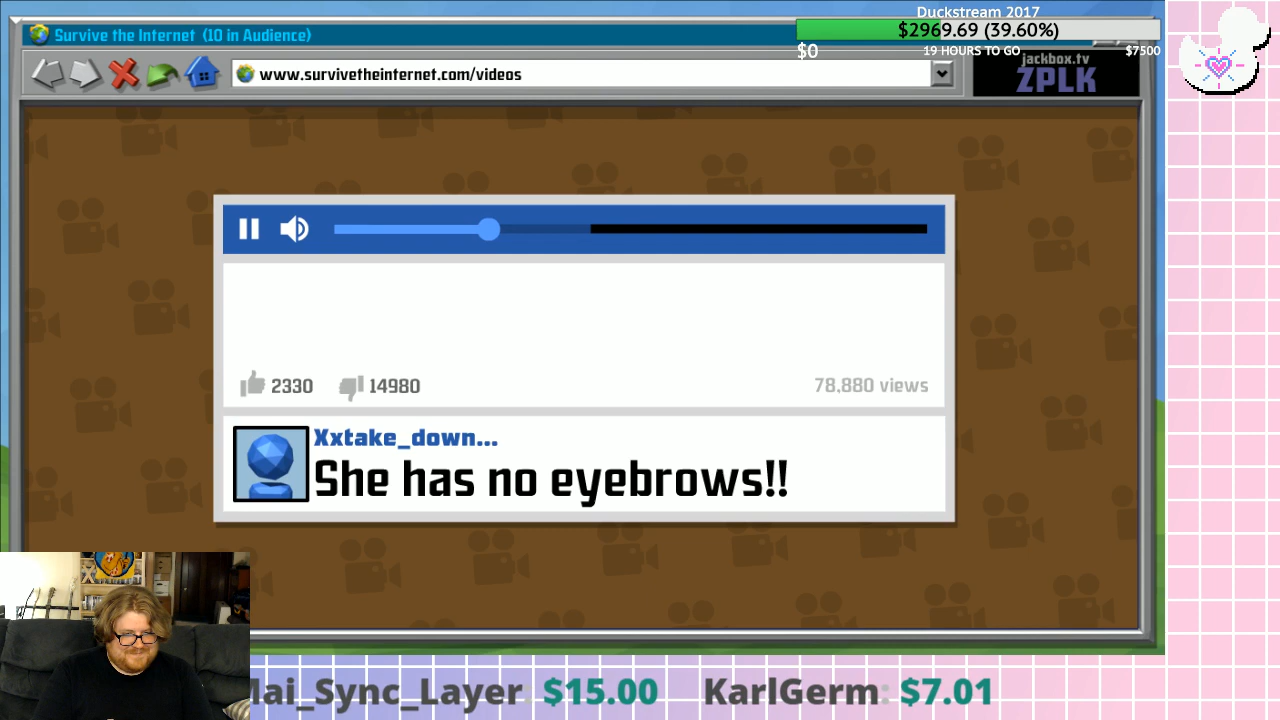 Duckstream 2017
Survive the Internet (10 in Audience)
$2969.69 (39.60%)
$0
19 HOURS TO GO
$7500
www.survivetheinternet.com/videos
jackbox.tv
ZPLK
2330
14980
78,880 views
Xxtake_down...
She has no eyebrows!!
Mai_Sync_Layer $15.00 KarlGerm: $7.01